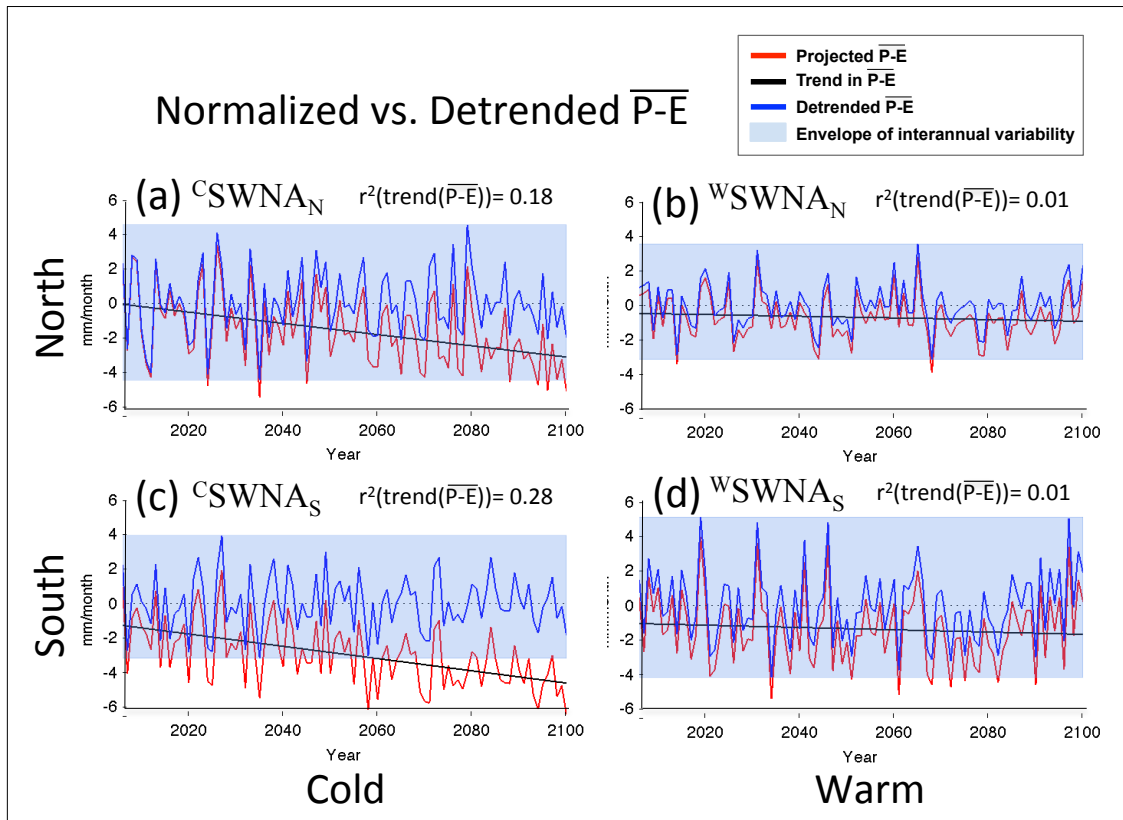 Projected P-E
Trend in P-E
Detrended P-E
Envelope of interannual variability
Normalized vs. Detrended P-E
North
(a) CSWNAN r2(trend(P-E))= 0.18
mm/month
6
4
2
0
-2
-4
-6
2020 2040 2060 2080 2100
Year
(b) WSWNAN r2(trend(P-E))= 0.01
6
4
2
0
-2
-4
-6
2020 2040 2060 2080 2100
Year
South
(c) CSWNAS r2(trend(P-E))= 0.28
mm/month
6
4
2
0
-2
-4
-6
2020 2040 2060 2080 2100
Year
Cold
(d) WSWNAS r2(trend(P-E))= 0.01
6
4
2
0
-2
-4
-6
2020 2040 2060 2080 2100
Year
Warm